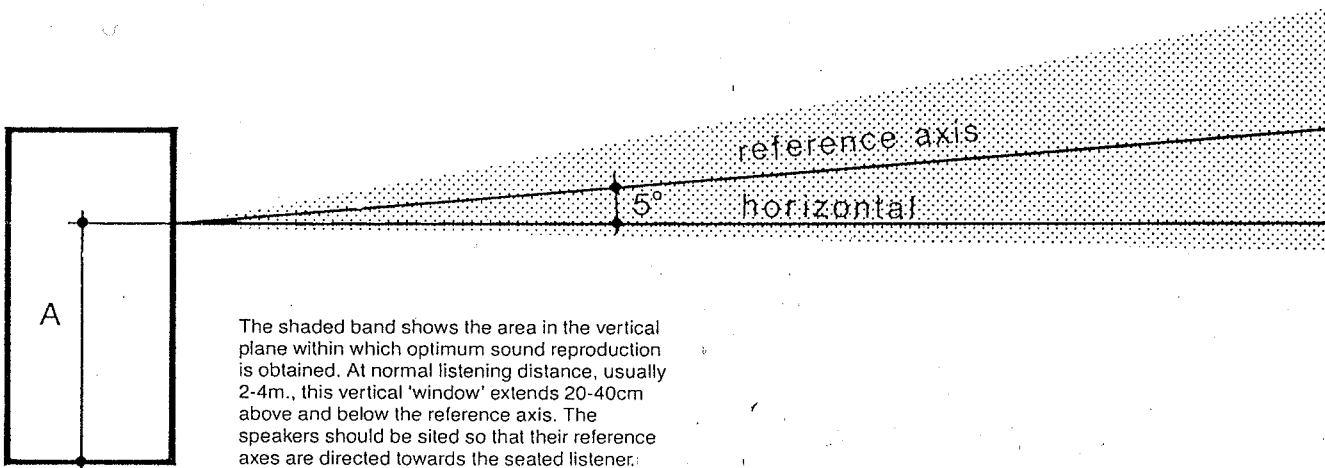 reference axis
5°
horizontal
A
The shaded band shows the area in the vertical
plane within which optimum sound reproduction
is obtained. At normal listening distance, usually
2-4m., this vertical 'window' extends 20-40cm
above and below the reference axis. The
speakers should be sited so that their reference
axes are directed towards the seated listener.